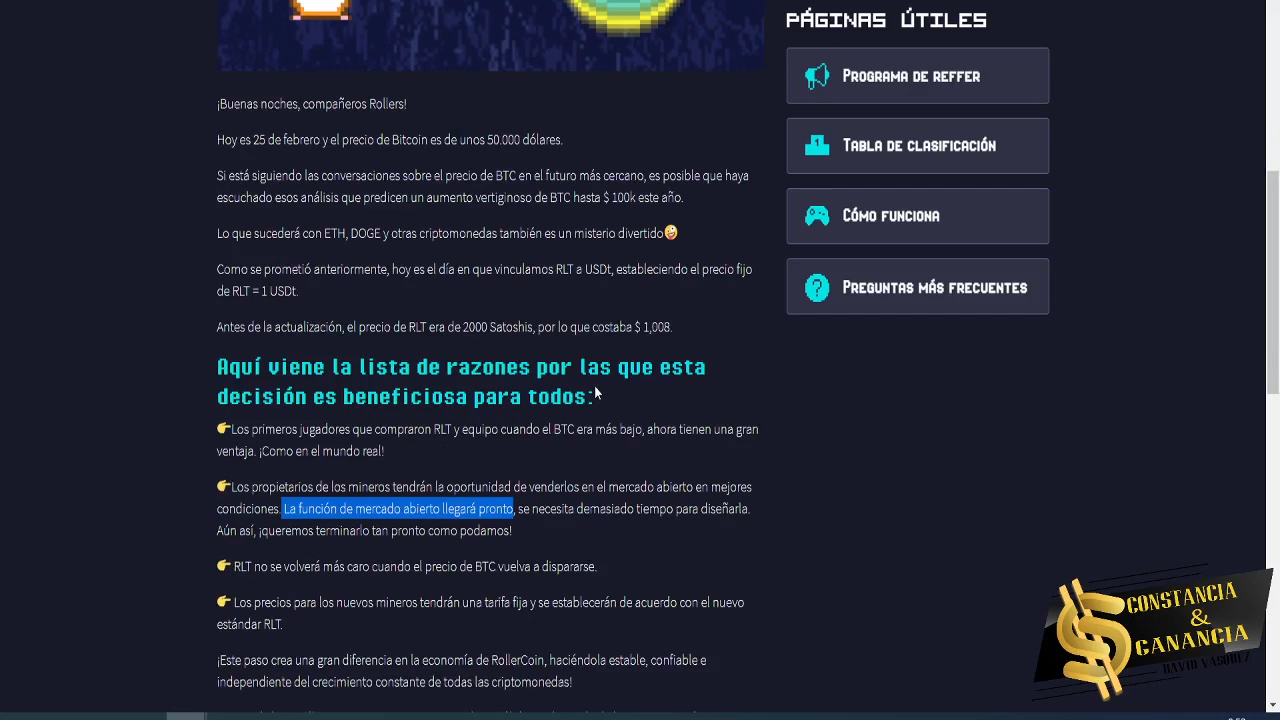 PÁGINAS ÚTILES
PROGRAMA DE REFFER
TABLA DE CLASIFICACIÓN
CÓMO FUNCIONA
PREGUNTAS MÁS FRECUENTES
¡Buenas noches, compañeros Rollers!
Hoy es 25 de febrero y el precio de Bitcoin es de unos 50.000 dólares.
Si está siguiendo las conversaciones sobre el precio de BTC en el futuro más cercano, es posible que haya
escuchado esos análisis que predicen un aumento vertiginoso de BTC hasta $ 100k este año.
Lo que sucederá con ETH, DOGE y otras criptomonedas también es un misterio divertido🤪
Como se prometió anteriormente, hoy es el día en que vinculamos RLT a USDt, estableciendo el precio fijo
de RLT = 1 USDt.
Antes de la actualización, el precio de RLT era de 2000 Satoshis, por lo que costaba $ 1,008.
Aquí viene la lista de razones por las que esta
decisión es beneficiosa para todos:
👉Los primeros jugadores que compraron RLT y equipo cuando el BTC era más bajo, ahora tienen una gran
ventaja. ¡Como en el mundo real!
👉Los propietarios de los mineros tendrán la oportunidad de venderlos en el mercado abierto en mejores
condiciones. La función de mercado abierto llegará pronto, se necesita demasiado tiempo para diseñarla.
Aún así, ¡queremos terminarlo tan pronto como podamos!
👉 RLT no se volverá más caro cuando el precio de BTC vuelva a dispararse.
👉 Los precios para los nuevos mineros tendrán una tarifa fija y se establecerán de acuerdo con el nuevo
estándar RLT.
¡Este paso crea una gran diferencia en la economía de RollerCoin, haciéndola estable, confiable e
independiente del crecimiento constante de todas las criptomonedas!
CONSTANCIA
&
GANANCIA
DAVID VASQUEZ